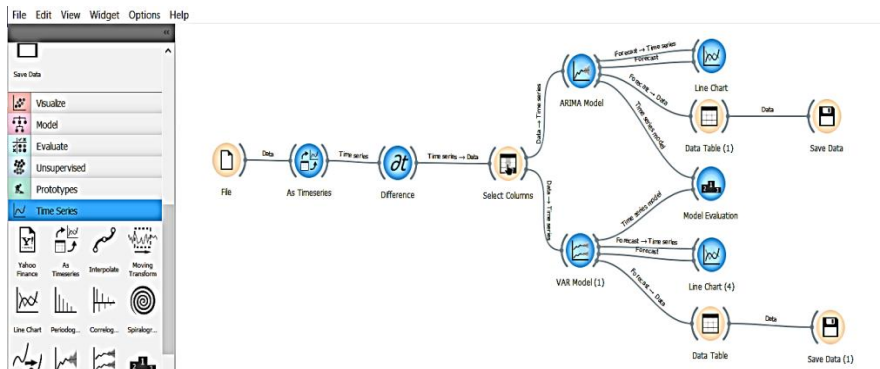 File Edit View Widget Options Help
Save Data
Visualize
Model
Evaluate
Unsupervised
Prototypes
Time Series
Yahoo Finance
As Timeseries
Interpolate
Moving Transform
Line Chart
Periodog...
Correlog...
Spiralogr...
File
Data
As Timeseries
Time series
Difference
Time series → Data
Select Columns
Data → Time series
Data → Time series
ARIMA Model
Forecast → Time series
Forecast
Forecast → Data
Time series model
Line Chart
Data Table (1)
Data
Save Data
Model Evaluation
Time series model
VAR Model (1)
Forecast → Time series
Forecast
Forecast → Data
Line Chart (4)
Data Table
Data
Save Data (1)